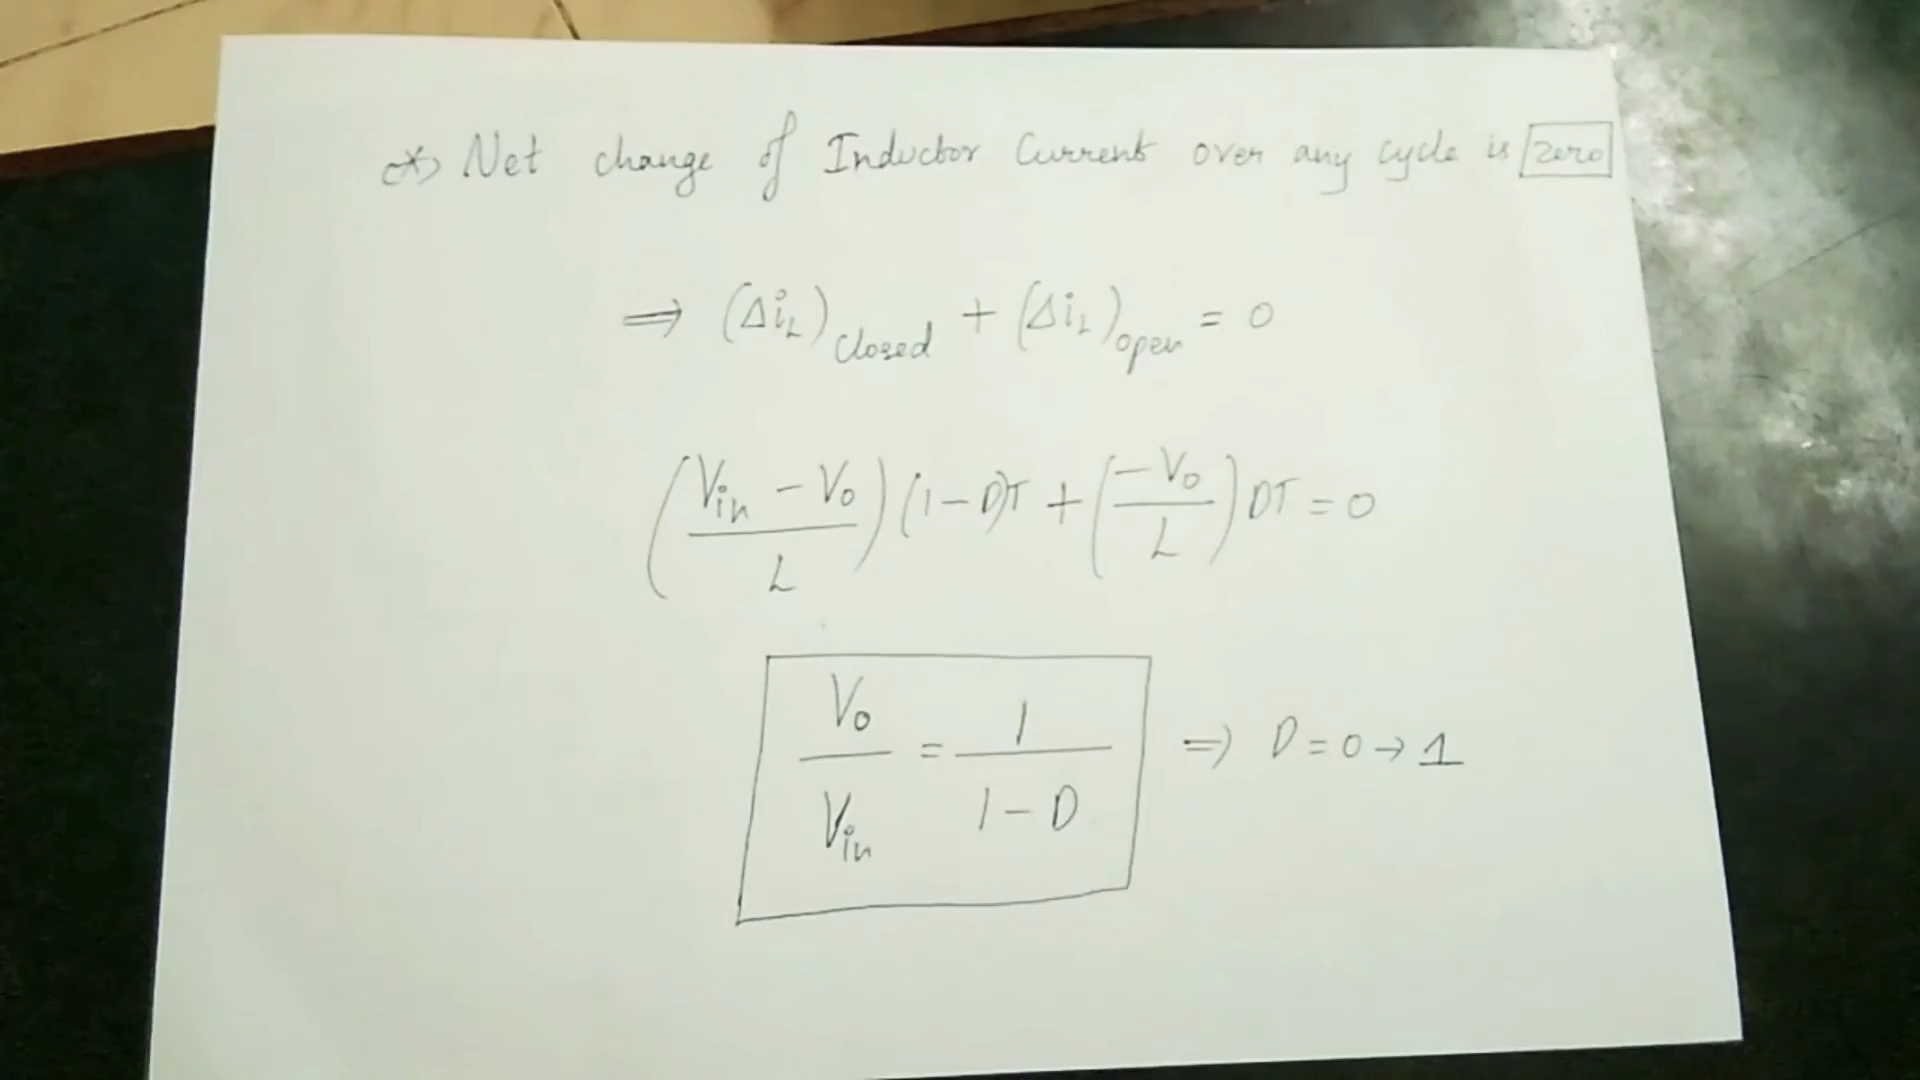 * Net change of Inductor Current over any cycle is zero
⇒ (Δi_L)_closed + (Δi_L)_open = 0
((V_in − V_o)/L)(1−D)T + (−V_o/L)DT = 0
V_o/V_in = 1/(1−D) ⇒ D = 0 → 1